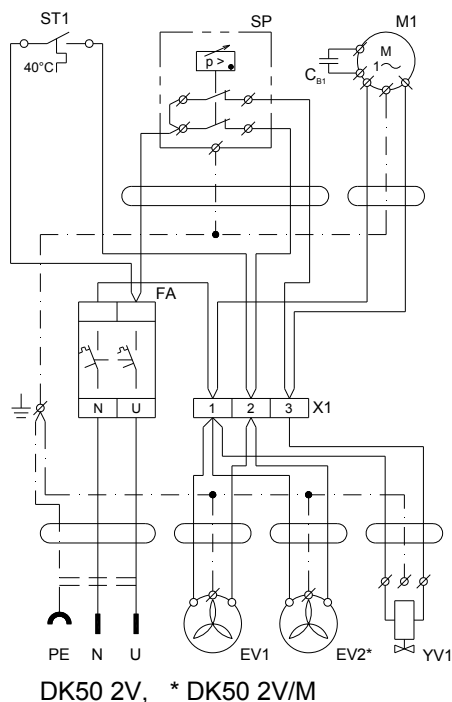 ST1
SP
M1
40°C
p >
M
1 ~
CB1
FA
N U
1 2 3 X1
PE N U
EV1
EV2*
YV1
DK50 2V, * DK50 2V/M